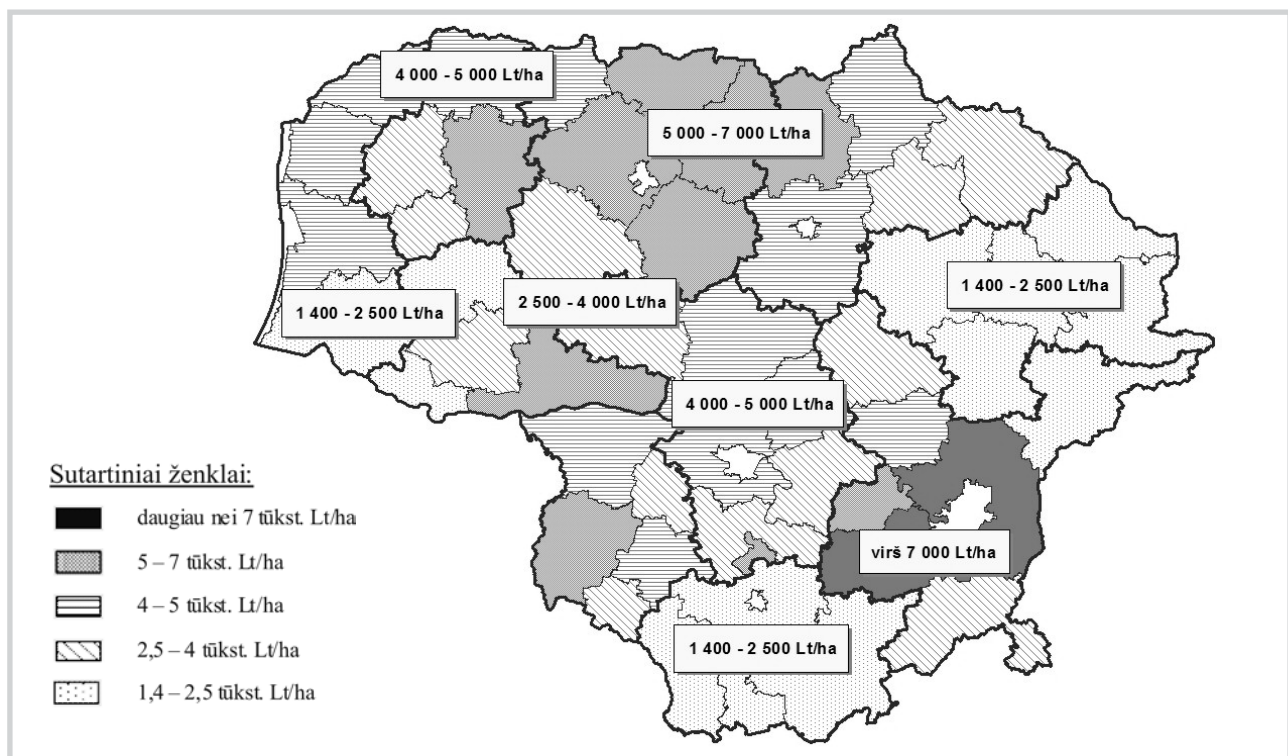 4 000 - 5 000 Lt/ha
5 000 - 7 000 Lt/ha
1 400 - 2 500 Lt/ha
2 500 - 4 000 Lt/ha
1 400 - 2 500 Lt/ha
4 000 - 5 000 Lt/ha
virš 7 000 Lt/ha
1 400 - 2 500 Lt/ha
Sutartiniai ženklai:
daugiau nei 7 tūkst. Lt/ha
5 – 7 tūkst. Lt/ha
4 – 5 tūkst. Lt/ha
2,5 – 4 tūkst. Lt/ha
1,4 – 2,5 tūkst. Lt/ha